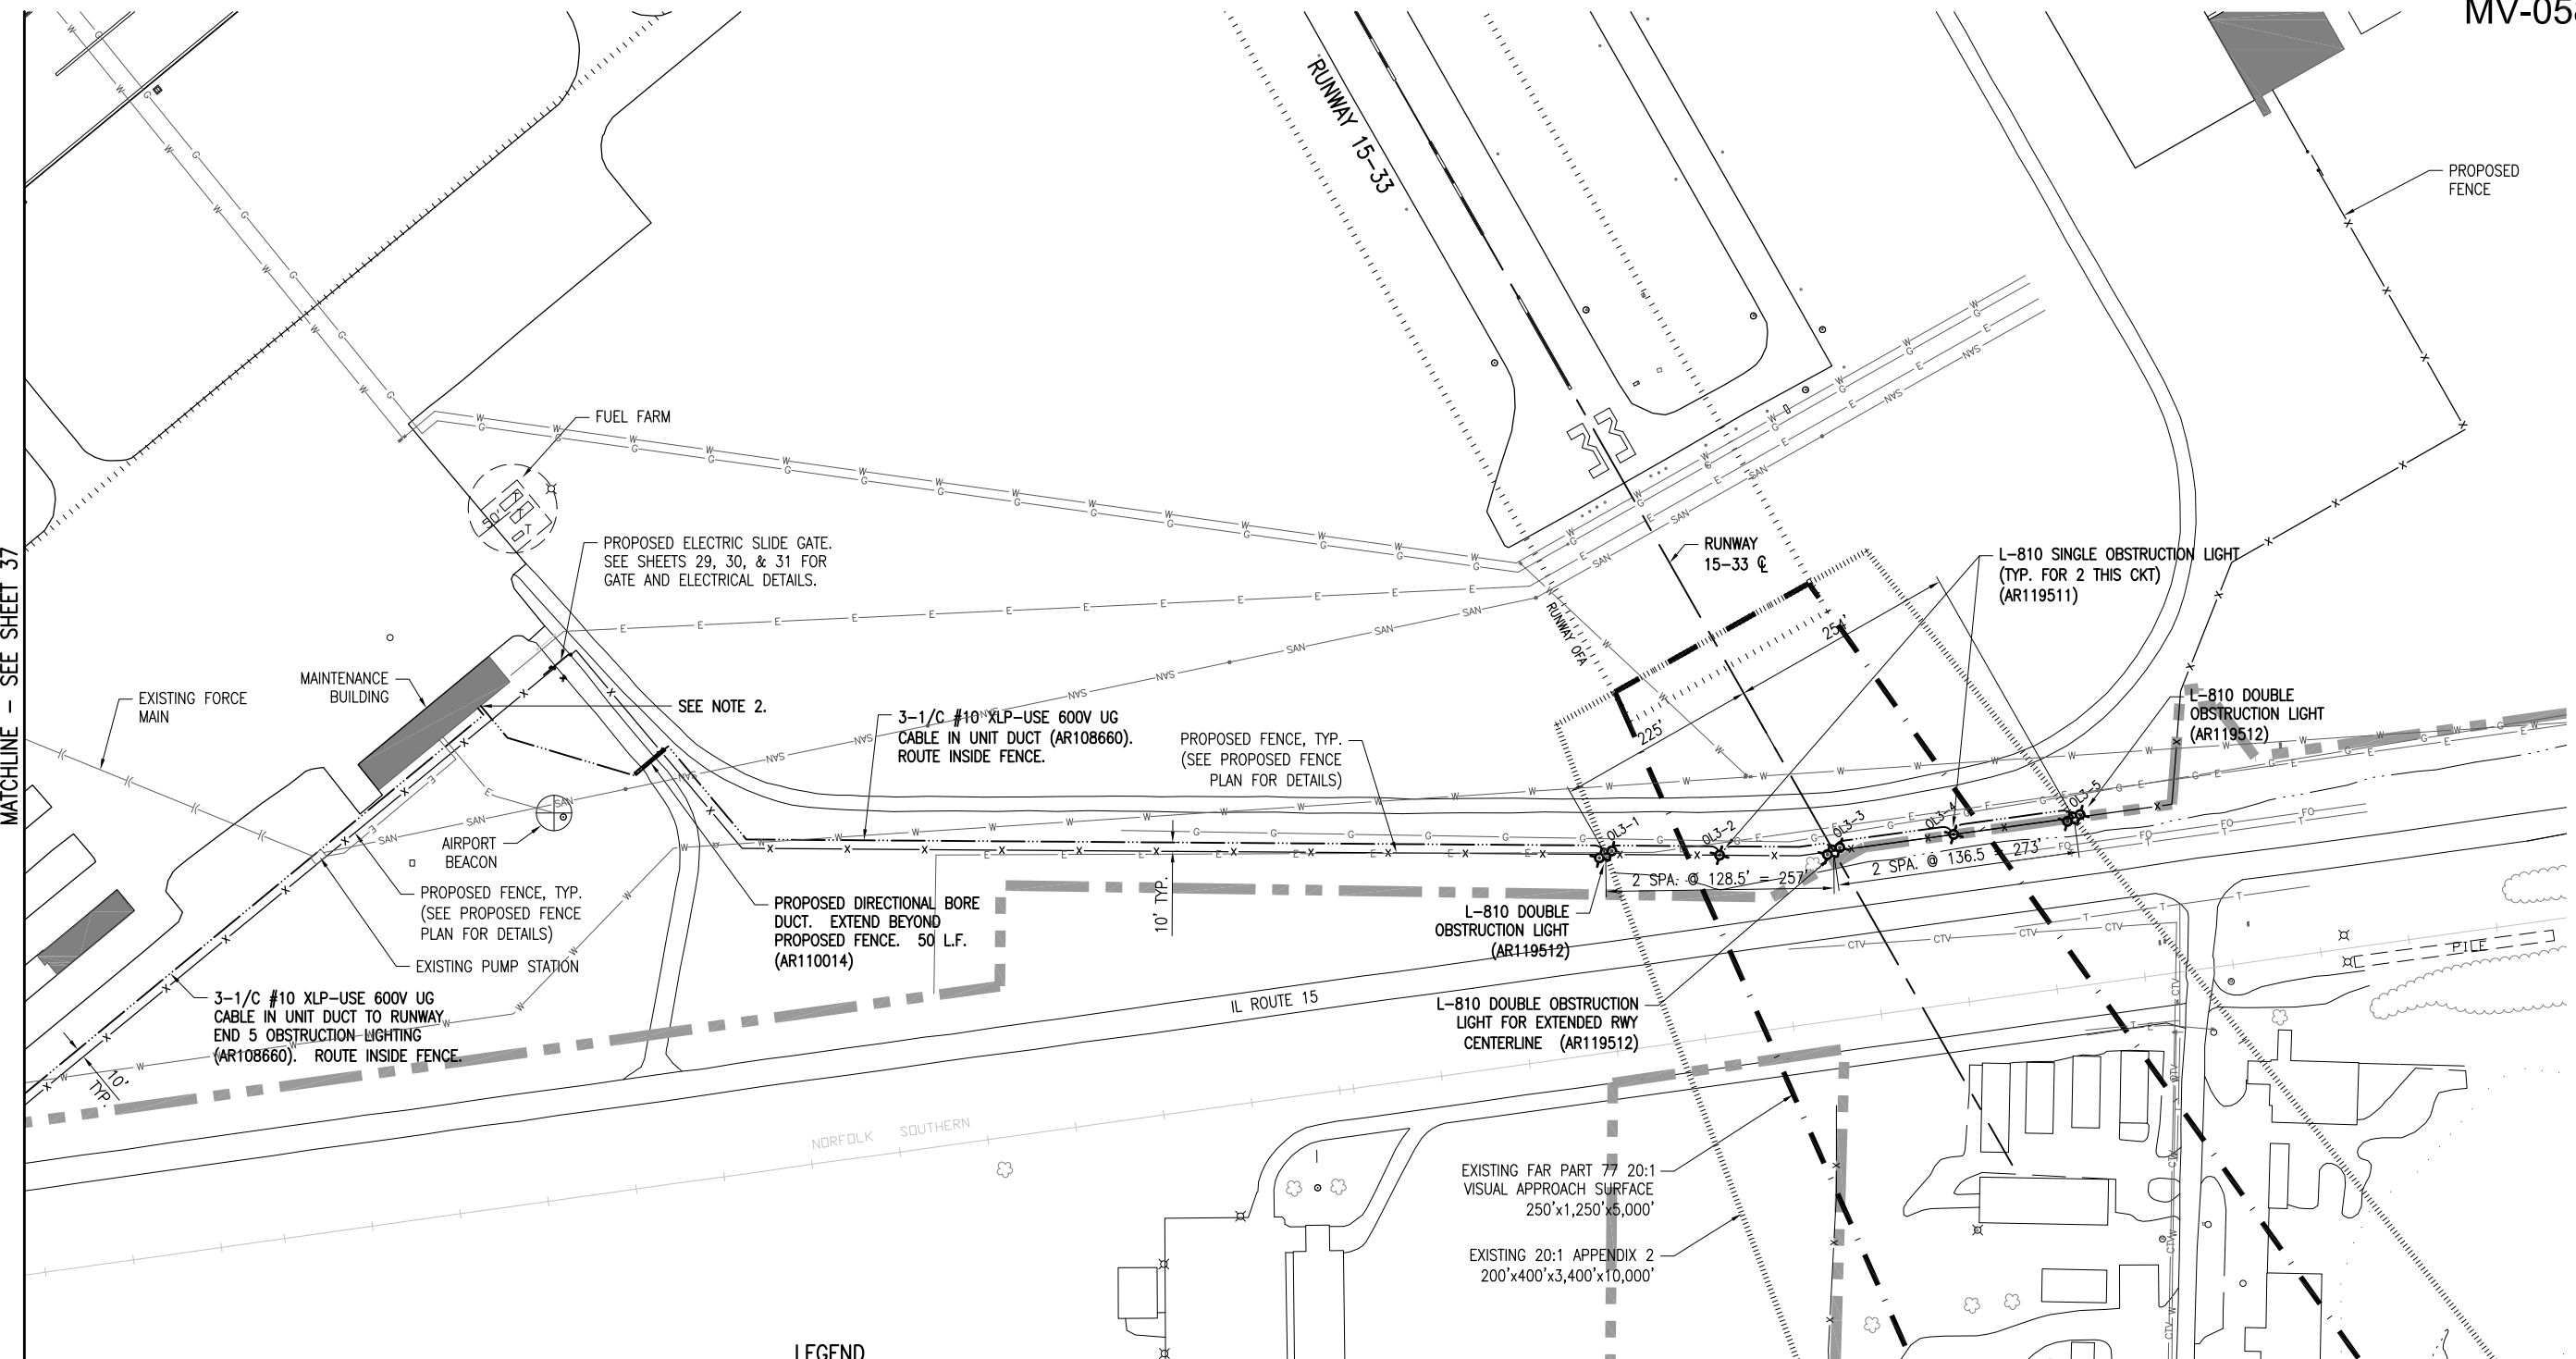 MV-05
MATCHLINE - SEE SHEET 37
RUNWAY 15-33
PROPOSED
FENCE
FUEL FARM
50'
T
T
T
33
PROPOSED ELECTRIC SLIDE GATE.
SEE SHEETS 29, 30, & 31 FOR
GATE AND ELECTRICAL DETAILS.
RUNWAY
15-33 ℄
L-810 SINGLE OBSTRUCTION LIGHT
(TYP. FOR 2 THIS CKT)
(AR119511)
RUNWAY OFA
254'
225'
MAINTENANCE
BUILDING
EXISTING FORCE
MAIN
SEE NOTE 2.
3-1/C #10 XLP-USE 600V UG
CABLE IN UNIT DUCT (AR108660).
ROUTE INSIDE FENCE.
PROPOSED FENCE, TYP.
(SEE PROPOSED FENCE
PLAN FOR DETAILS)
L-810 DOUBLE
OBSTRUCTION LIGHT
(AR119512)
OL3-1
OL3-2
OL3-3
OL3-4
OL3-5
2 SPA. @ 128.5' = 257'
2 SPA. @ 136.5 = 273'
AIRPORT
BEACON
PROPOSED FENCE, TYP.
(SEE PROPOSED FENCE
PLAN FOR DETAILS)
EXISTING PUMP STATION
PROPOSED DIRECTIONAL BORE
DUCT. EXTEND BEYOND
PROPOSED FENCE. 50 L.F.
(AR110014)
10' TYP.
L-810 DOUBLE
OBSTRUCTION LIGHT
(AR119512)
3-1/C #10 XLP-USE 600V UG
CABLE IN UNIT DUCT TO RUNWAY
END 5 OBSTRUCTION LIGHTING
(AR108660). ROUTE INSIDE FENCE.
10'
TYP.
IL ROUTE 15
L-810 DOUBLE OBSTRUCTION
LIGHT FOR EXTENDED RWY
CENTERLINE (AR119512)
PILE
NORFOLK SOUTHERN
EXISTING FAR PART 77 20:1
VISUAL APPROACH SURFACE
250'x1,250'x5,000'
EXISTING 20:1 APPENDIX 2
200'x400'x3,400'x10,000'
LEGEND